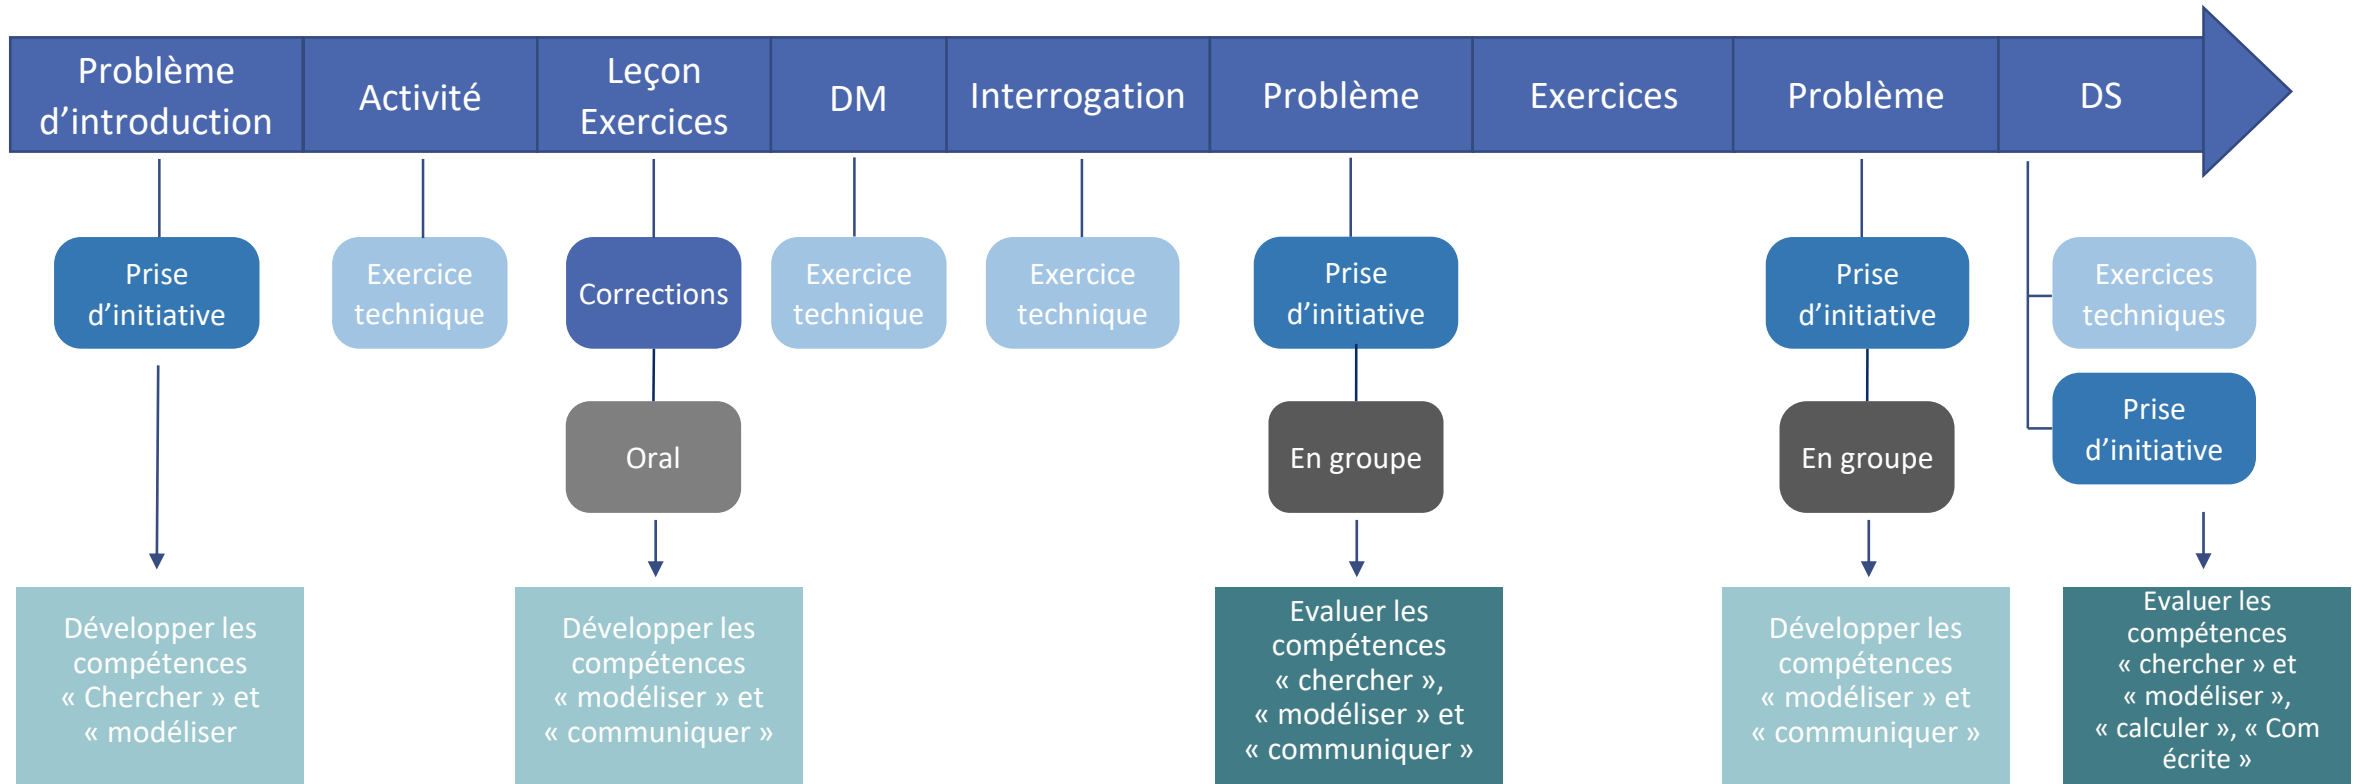 Problème
d’introduction
Activité
Leçon
Exercices
DM
Interrogation
Problème
Exercices
Problème
DS
Prise
d’initiative
Exercice
technique
Corrections
Exercice
technique
Exercice
technique
Prise
d’initiative
Prise
d’initiative
Exercices
techniques
Oral
En groupe
En groupe
Prise
d’initiative
Développer les
compétences
« Chercher » et
« modéliser
Développer les
compétences
« modéliser » et
« communiquer »
Evaluer les
compétences
« chercher »,
« modéliser » et
« communiquer »
Développer les
compétences
« modéliser » et
« communiquer »
Evaluer les
compétences
« chercher » et
« modéliser »,
« calculer », « Com
écrite »